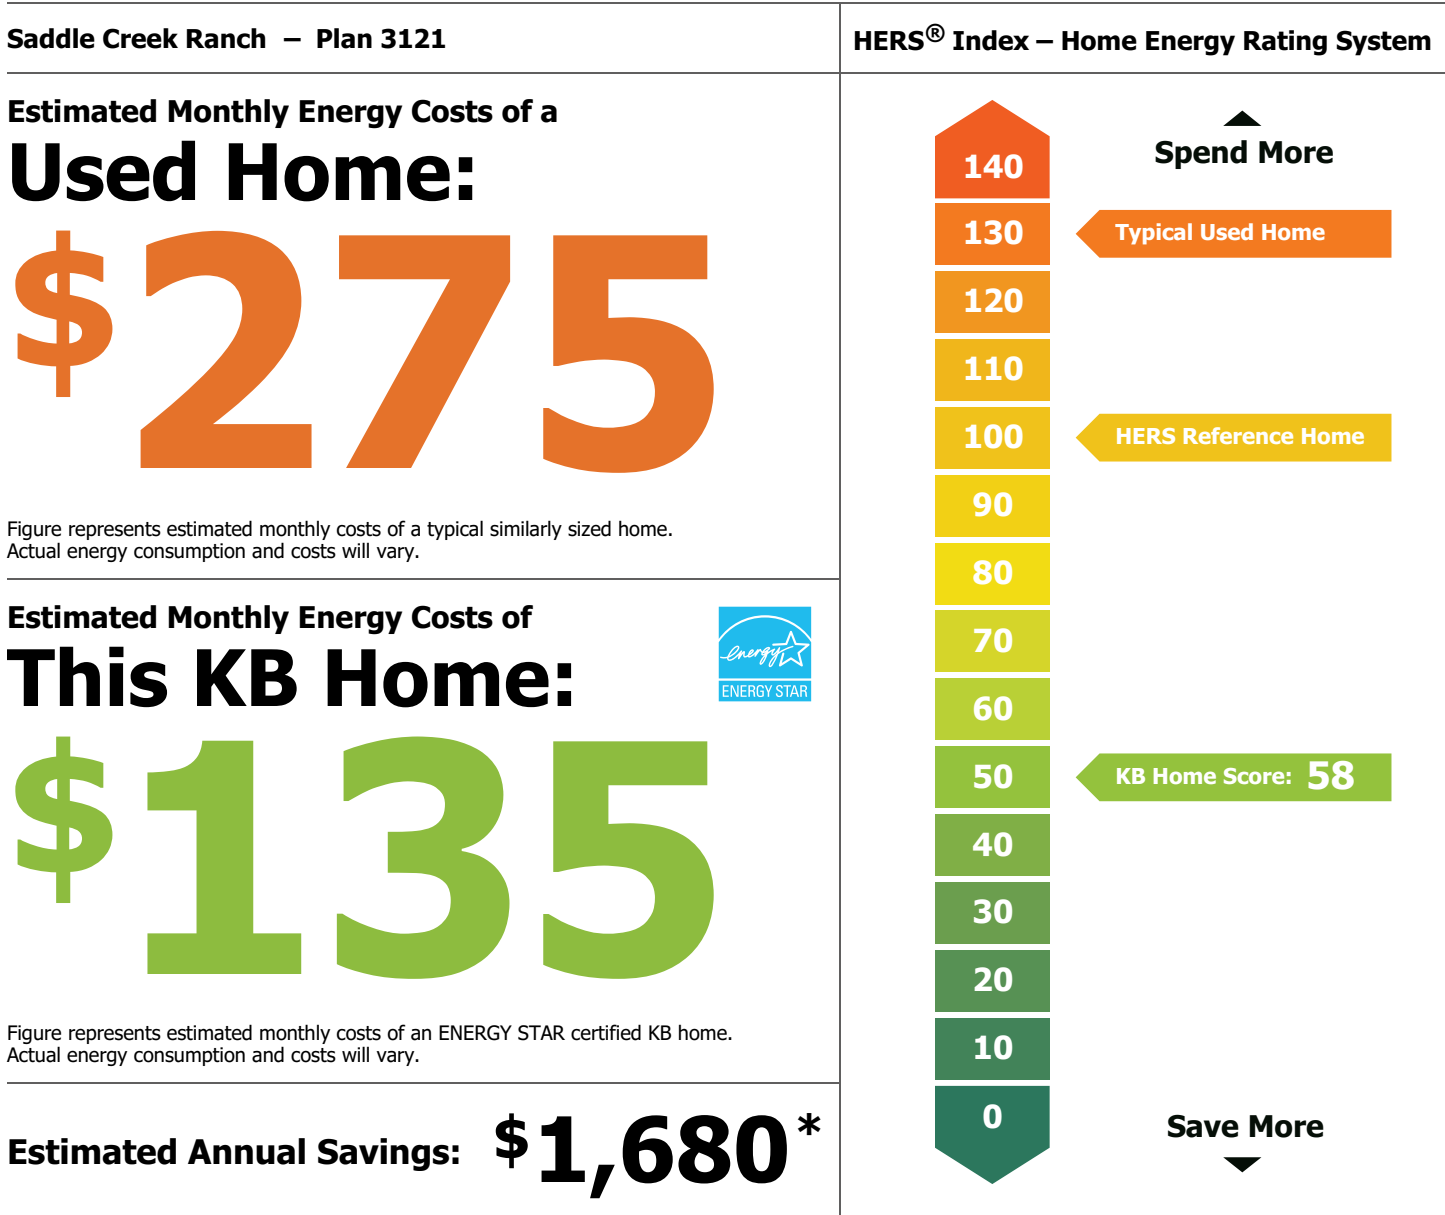 Saddle Creek Ranch – Plan 3121
Estimated Monthly Energy Costs of a
Used Home:
$275
Figure represents estimated monthly costs of a typical similarly sized home.
Actual energy consumption and costs will vary.
Estimated Monthly Energy Costs of
This KB Home:
energy
ENERGY STAR
$135
Figure represents estimated monthly costs of an ENERGY STAR certified KB home.
Actual energy consumption and costs will vary.
Estimated Annual Savings: $1,680*
HERS® Index – Home Energy Rating System
Spend More
140
130 Typical Used Home
120
110
100 HERS Reference Home
90
80
70
60
50 KB Home Score: 58
40
30
20
10
0
Save More